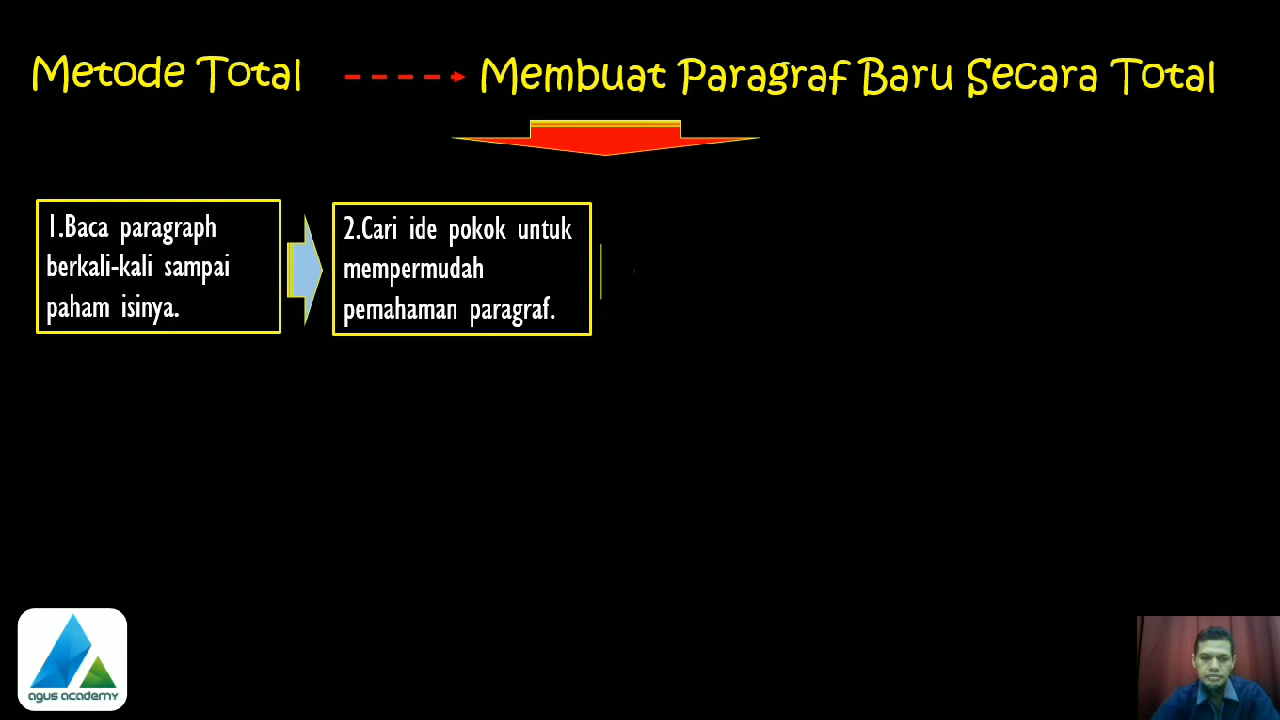 Metode Total
Membuat Paragraf Baru Secara Total
1.Baca paragraph
berkali-kali sampai
paham isinya.
2.Cari ide pokok untuk
mempermudah
pemahaman paragraf.
agus academy